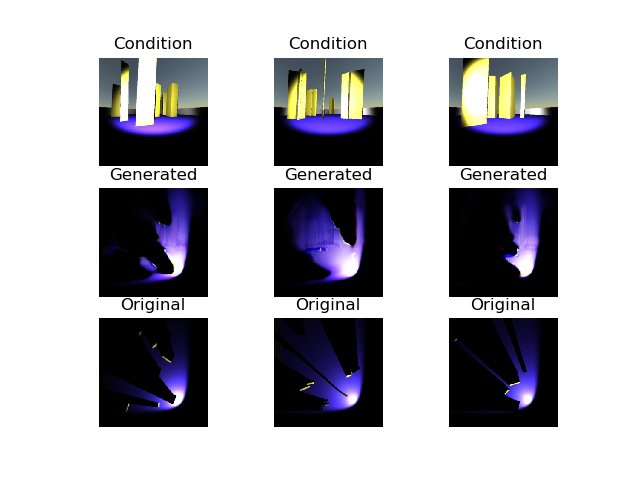 Condition Condition Condition
Generated Generated Generated
Original Original Original